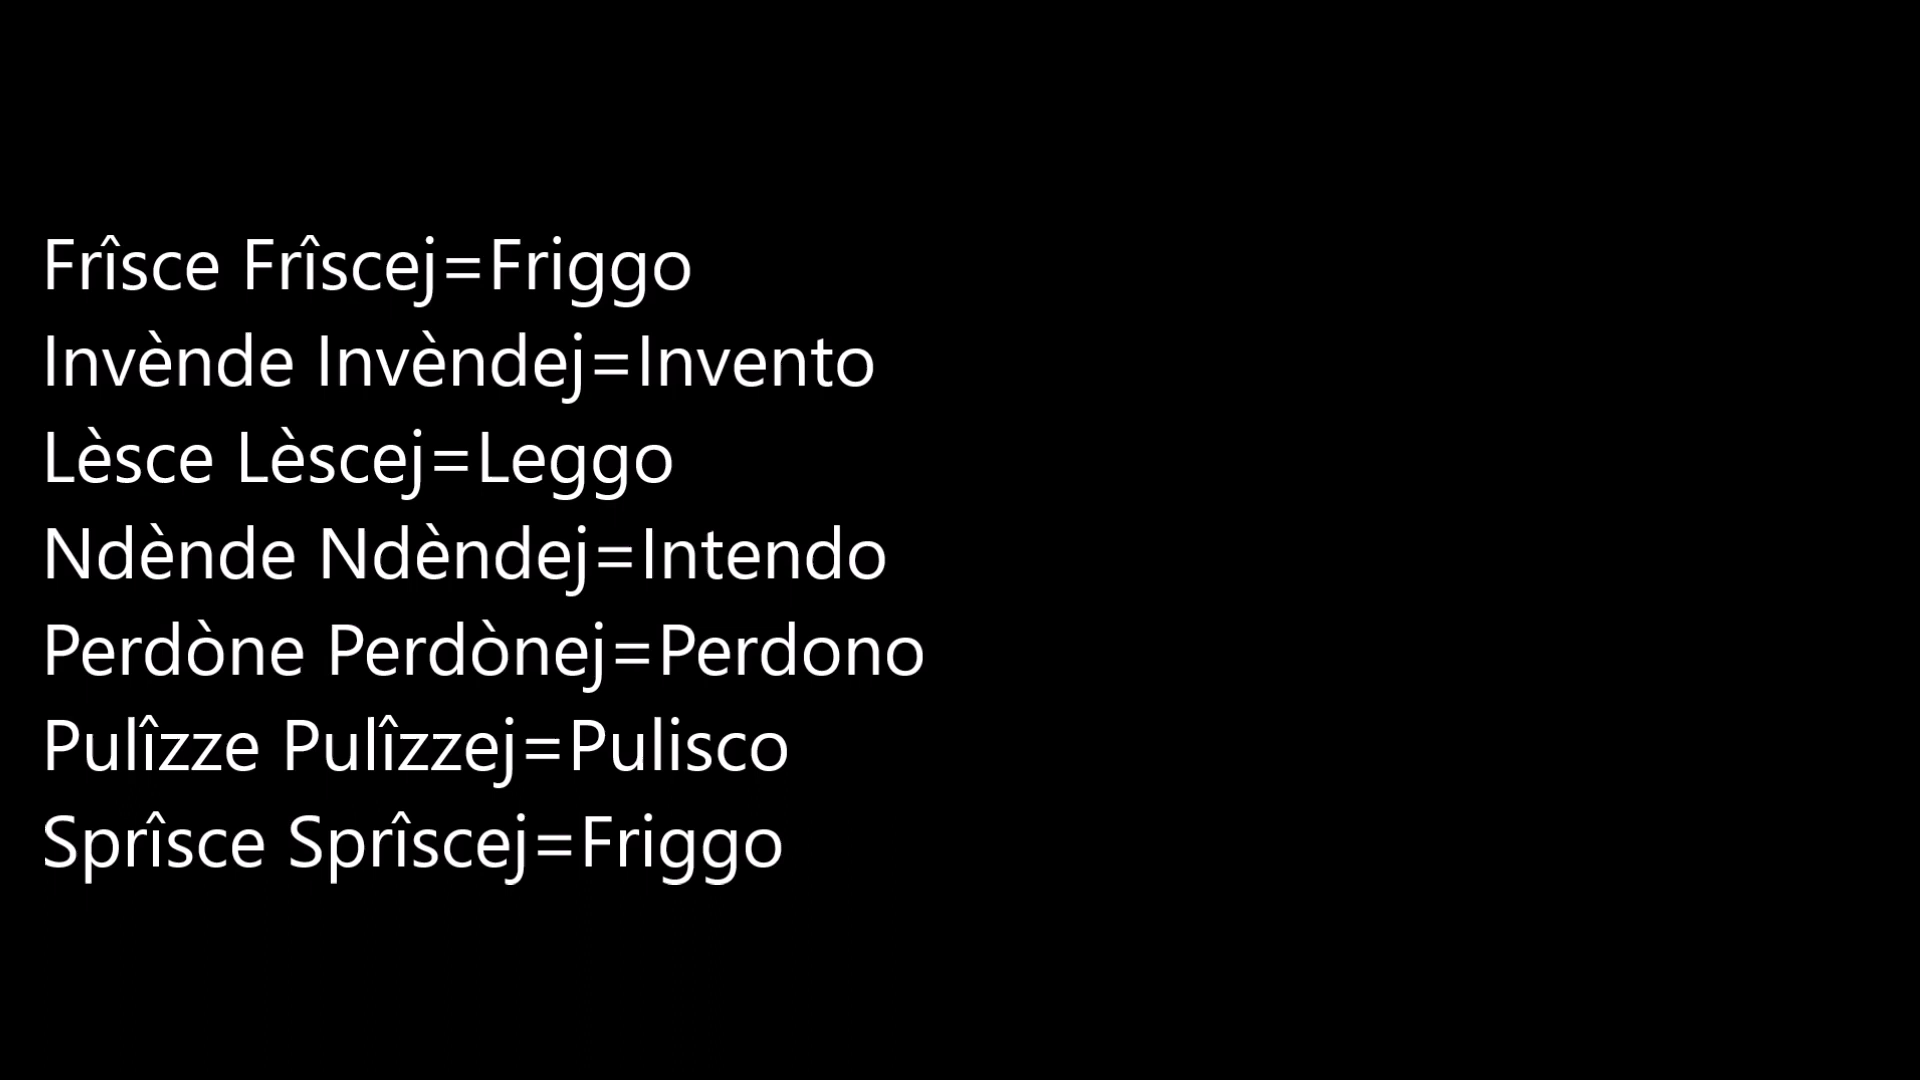 Frîsce Frîscej=Friggo
Invènde Invèndej=Invento
Lèsce Lèscej=Leggo
Ndènde Ndèndej=Intendo
Perdòne Perdònej=Perdono
Pulîzze Pulîzzej=Pulisco
Sprîsce Sprîscej=Friggo